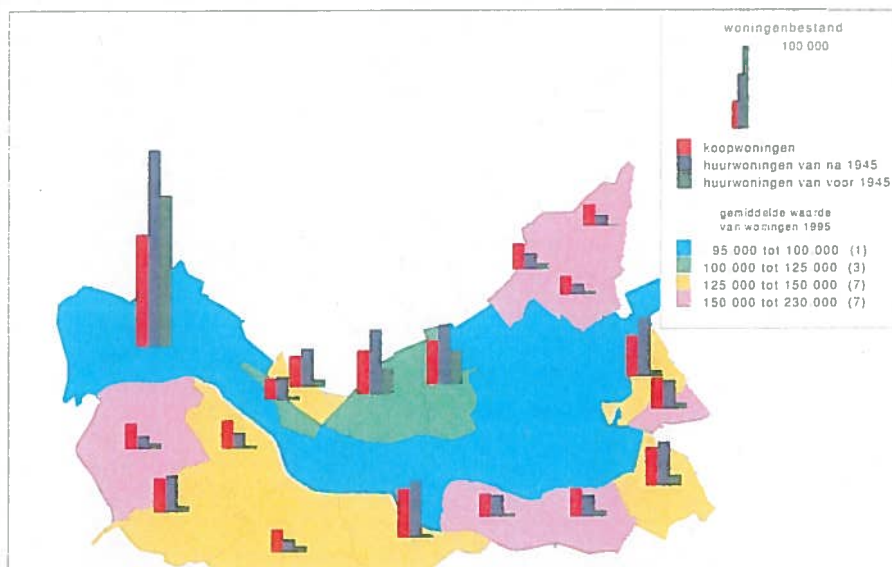 woningenbestand
100 000
koopwoningen
huurwoningen van na 1945
huurwoningen van voor 1945
gemiddelde waarde
van woningen 1995
95 000 tot 100.000 (1)
100 000 tot 125 000 (3)
125 000 tot 150 000 (7)
150 000 tot 230.000 (7)